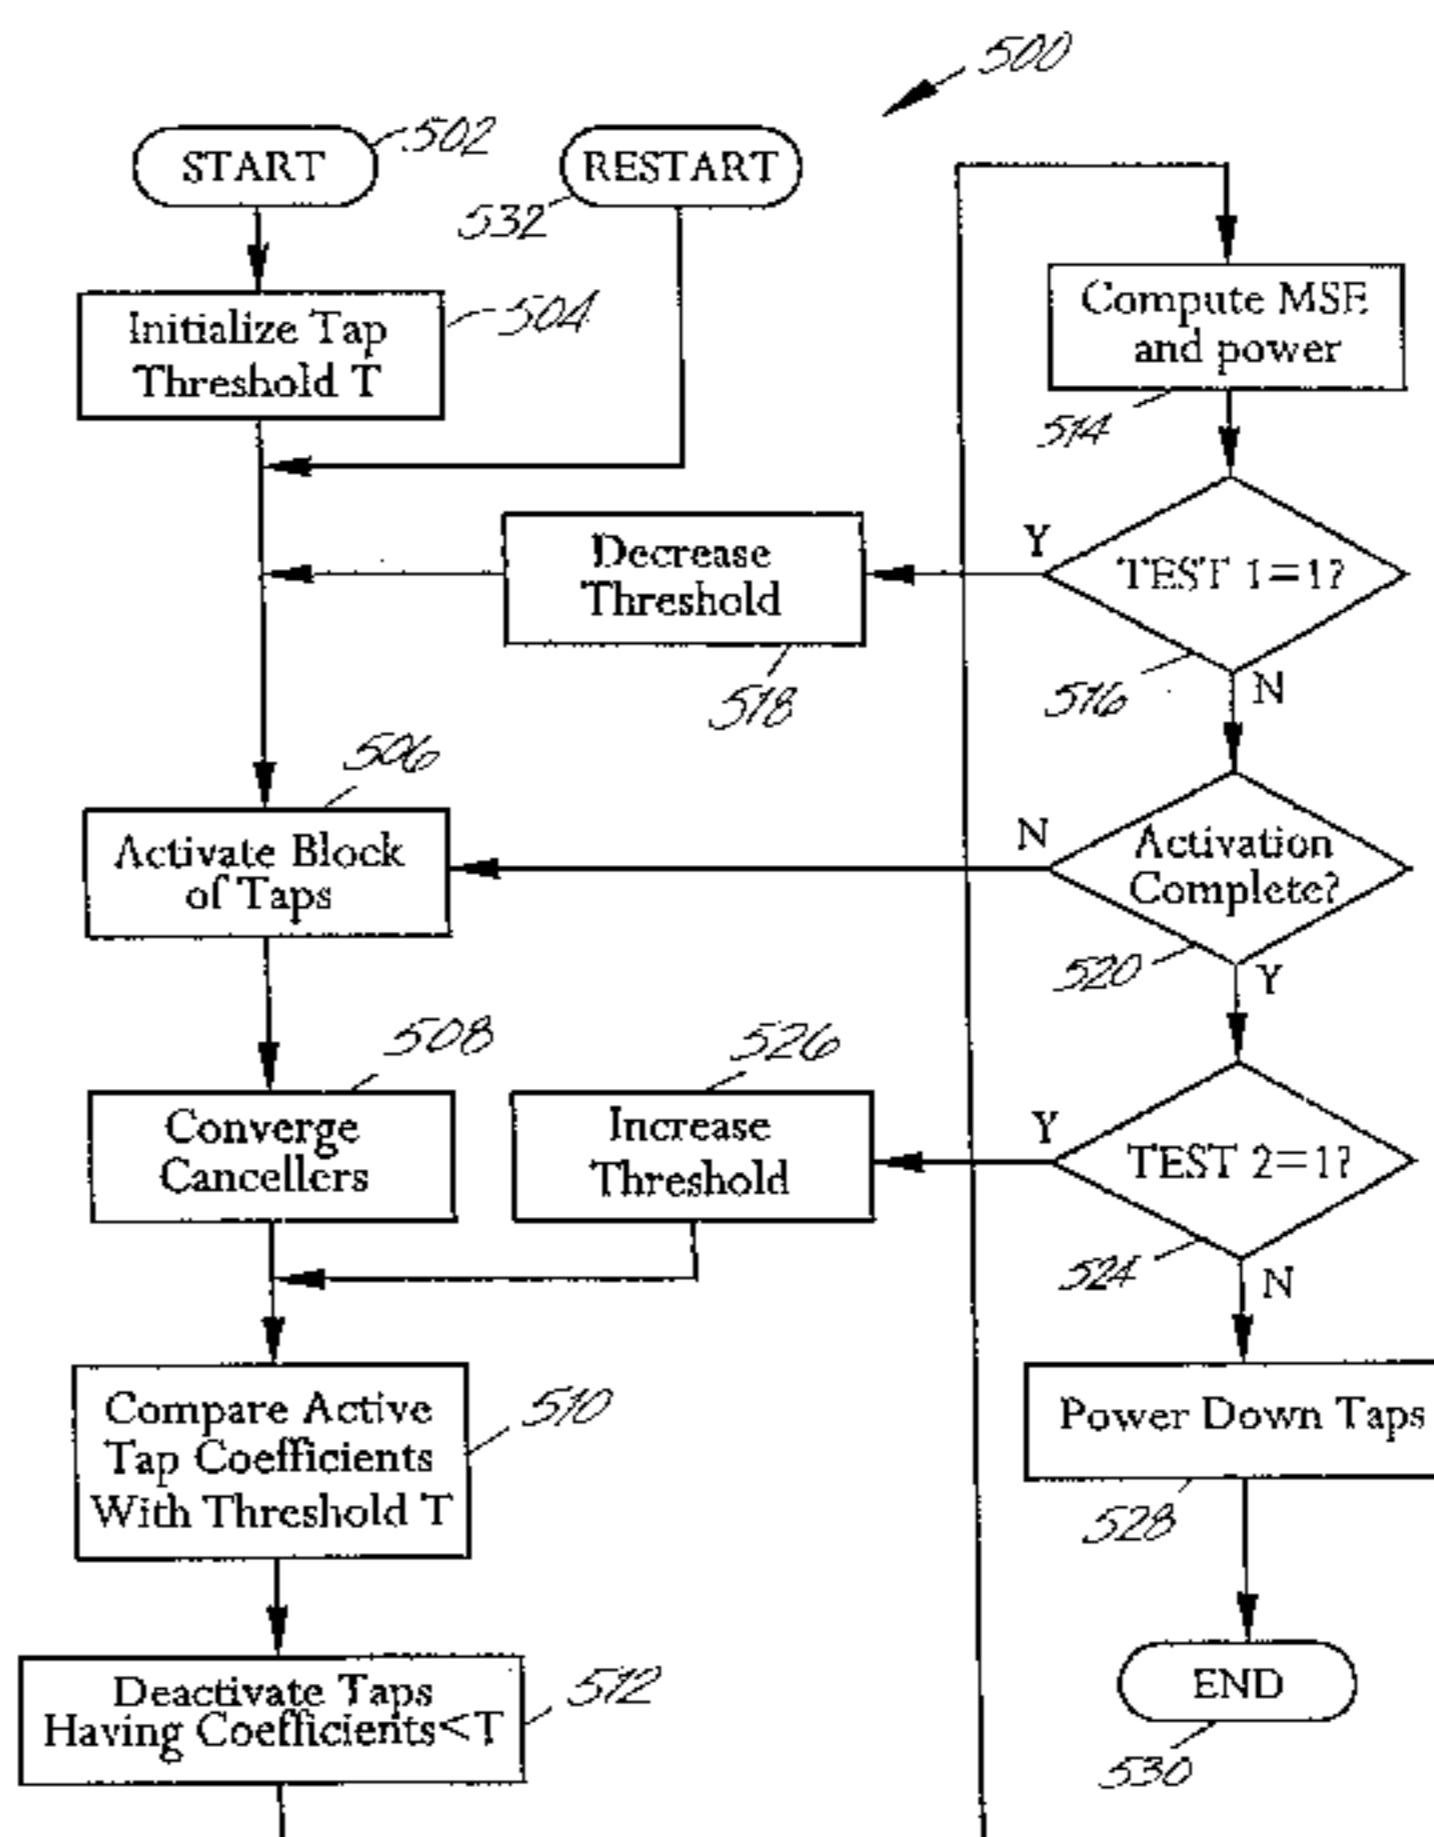 500
START
502
RESTART
532
Initialize Tap
Threshold T
504
Compute MSE
and power
514
Decrease
Threshold
518
Y
TEST 1=1?
516
N
506
Activate Block
of Taps
N
Activation
Complete?
520
Y
508
Converge
Cancellers
526
Increase
Threshold
Y
TEST 2=1?
524
N
Compare Active
Tap Coefficients
With Threshold T
510
Power Down Taps
528
Deactivate Taps
Having Coefficients<T
512
END
530